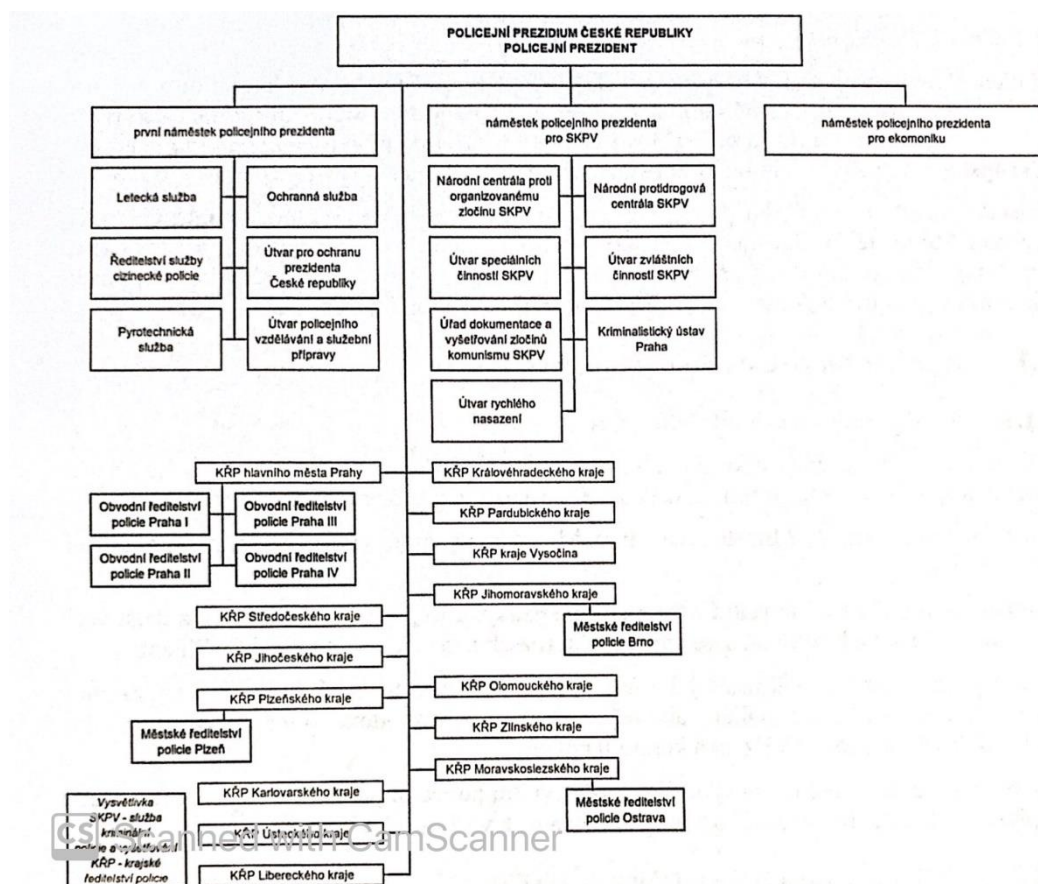 POLICEJNÍ PREZIDIUM ČESKÉ REPUBLIKY
POLICEJNÍ PREZIDENT
první náměstek policejního prezidenta
náměstek policejního prezidenta
pro SKPV
náměstek policejního prezidenta
pro ekomoniku
Letecká služba
Ochranná služba
Ředitelství služby
cizinecké policie
Útvar pro ochranu
prezidenta
České republiky
Pyrotechnická
služba
Útvar policejního
vzdělávání a služební
přípravy
Národní centrála proti
organizovanému
zločinu SKPV
Národní protidrogová
centrála SKPV
Útvar speciálních
činností SKPV
Útvar zvláštních
činností SKPV
Úřad dokumentace a
vyšetřování zločinů
komunismu SKPV
Kriminalistický ústav
Praha
Útvar rychlého
nasazení
KŘP hlavního města Prahy
KŘP Královéhradeckého kraje
Obvodní ředitelství
policie Praha I
Obvodní ředitelství
policie Praha III
KŘP Pardubického kraje
Obvodní ředitelství
policie Praha II
Obvodní ředitelství
policie Praha IV
KŘP kraje Vysočina
KŘP Jihomoravského kraje
Městské ředitelství
policie Brno
KŘP Středočeského kraje
KŘP Jihočeského kraje
KŘP Olomouckého kraje
KŘP Plzeňského kraje
Městské ředitelství
policie Plzeň
KŘP Zlínského kraje
KŘP Moravskoslezského kraje
Městské ředitelství
policie Ostrava
KŘP Karlovarského kraje
KŘP Ústeckého kraje
KŘP Libereckého kraje
Vysvětlivka
SKPV - služba
kriminální
policie a vyšetřování
KŘP - krajské
ředitelství policie
CS Scanned with CamScanner